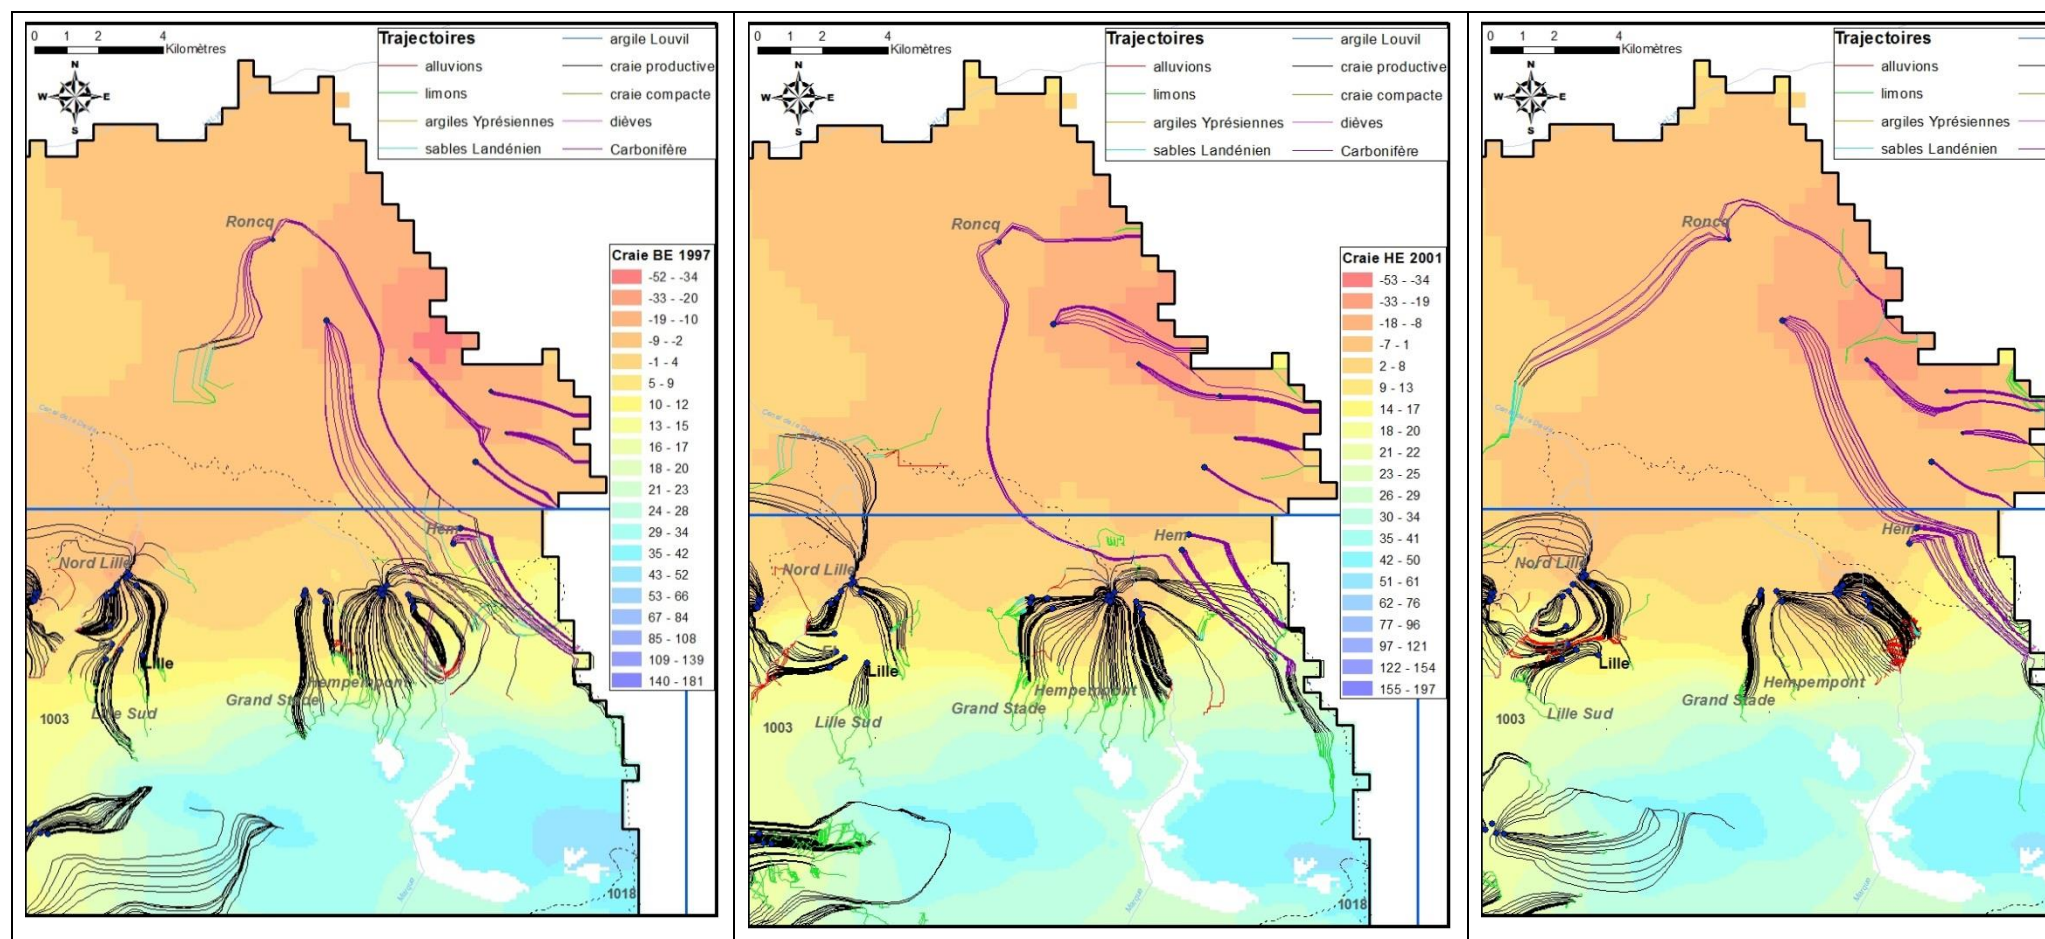 0 1 2 4
Kilomètres
N
W E
S
Trajectoires
alluvions
limons
argiles Yprésiennes
sables Landénien
argile Louvil
craie productive
craie compacte
dièves
Carbonifère
Roncq
Craie BE 1997
-52 - -34
-33 - -20
-19 - -10
-9 - -2
-1 - 4
5 - 9
10 - 12
13 - 15
16 - 17
18 - 20
21 - 23
24 - 28
29 - 34
35 - 42
43 - 52
53 - 66
67 - 84
85 - 108
109 - 139
140 - 181
Hem
Nord Lille
Lille
Hempempont
Grand Stade
Lille Sud
1003
Marque
1018
0 1 2 4
Kilomètres
N
W E
S
Trajectoires
alluvions
limons
argiles Yprésiennes
sables Landénien
argile Louvil
craie productive
craie compacte
dièves
Carbonifère
Roncq
Craie HE 2001
-53 - -34
-33 - -19
-18 - -8
-7 - 1
2 - 8
9 - 13
14 - 17
18 - 20
21 - 22
23 - 25
26 - 29
30 - 34
35 - 41
42 - 50
51 - 61
62 - 76
77 - 96
97 - 121
122 - 154
155 - 197
Hem
Nord Lille
Lille
Hempempont
Grand Stade
Lille Sud
1003
Marque
1018
0 1 2 4
Kilomètres
N
W E
S
Trajectoires
alluvions
limons
argiles Yprésiennes
sables Landénien
Roncq
Hem
Nord Lille
Lille
Hempempont
Grand Stade
Lille Sud
1003
Marque